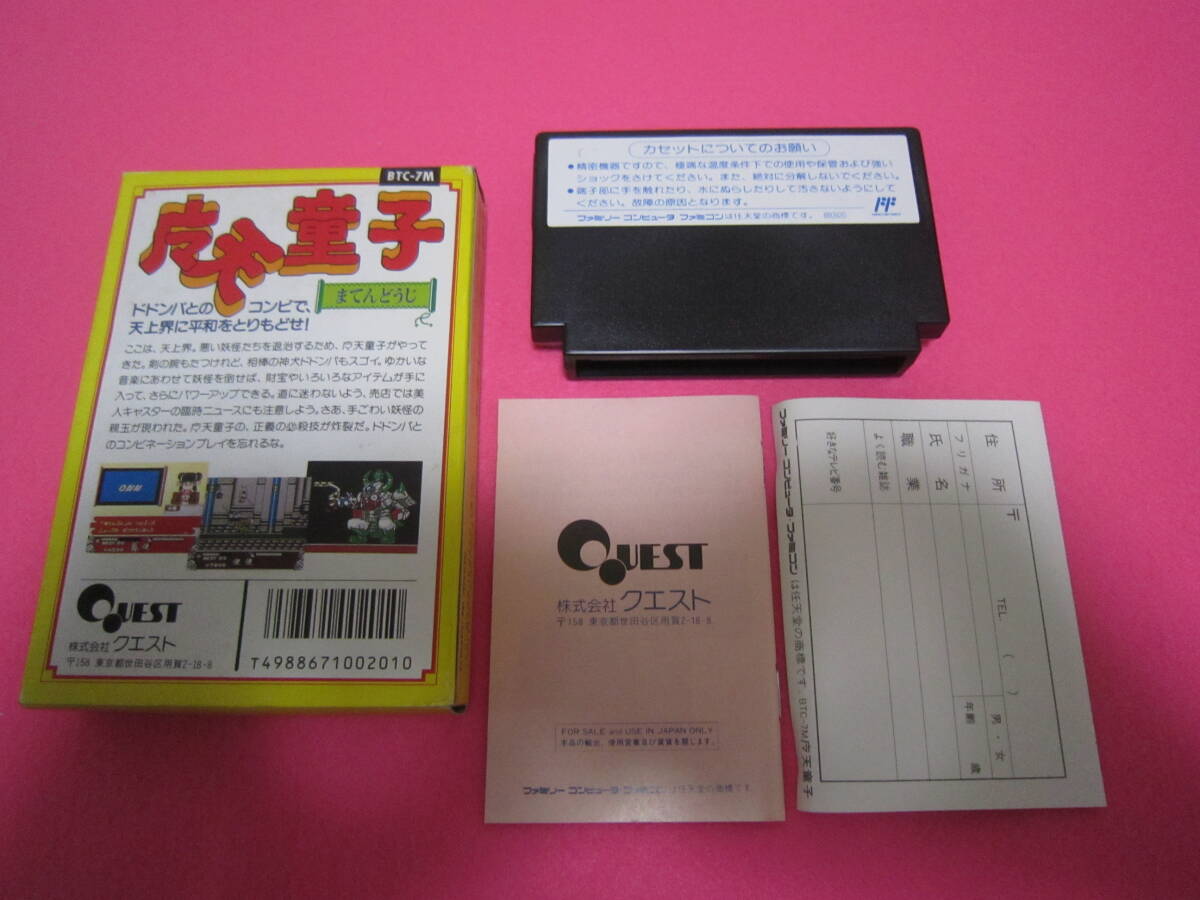 BTC-7M
魔天童子
まてんどうじ
ドドンパとの コンビで、
天上界に平和をとりもどせ!
ここは、天上界。悪い妖怪たちを退治するため、魔天童子がやって
きた。剣の腕もたつけれど、相棒の神犬ドドンパもスゴイ。ゆかいな
音楽にあわせて妖怪を倒せば、財宝やいろいろなアイテムが手に
入って、さらにパワーアップできる。道に迷わないよう、売店では美
人キャスターの臨時ニュースにも注意しよう。さあ、手ごわい妖怪の
親玉が現われた。魔天童子の、正義の必殺技が炸裂だ。ドドンパと
のコンビネーションプレイを忘れるな。
QUEST
株式会社 クエスト
〒158 東京都世田谷区用賀2-18-8
T4988671002010
カセットについてのお願い
●精密機器ですので、極端な温度条件下での使用や保管および強い
ショックをさけてください。また、絶対に分解しないでください。
●端子部に手を触れたり、水にぬらしたりして汚さないようにして
ください。故障の原因となります。
ファミリー コンピュータ ファミコンは任天堂の商標です。
QUEST
株式会社 クエスト
〒158 東京都世田谷区用賀2-18-8
FOR SALE and USE IN JAPAN ONLY
本品の輸出、使用営業及び賃貸を禁じます。
ファミリー コンピュータ ファミコンは任天堂の商標です。
住所 〒
TEL ( )
フリガナ
氏名
男・女
年齢 歳
職業
よく読む雑誌
好きなテレビ番号
ファミリー コンピュータ ファミコン は任天堂の商標です。BTC-7M/魔天童子